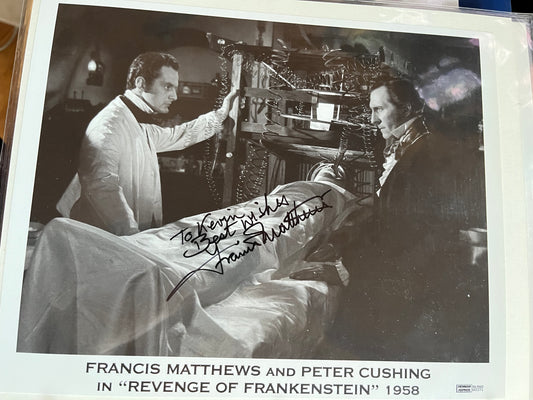 To Kevin
Best Wishes
Francis Matthews
FRANCIS MATTHEWS AND PETER CUSHING
IN "REVENGE OF FRANKENSTEIN" 1958